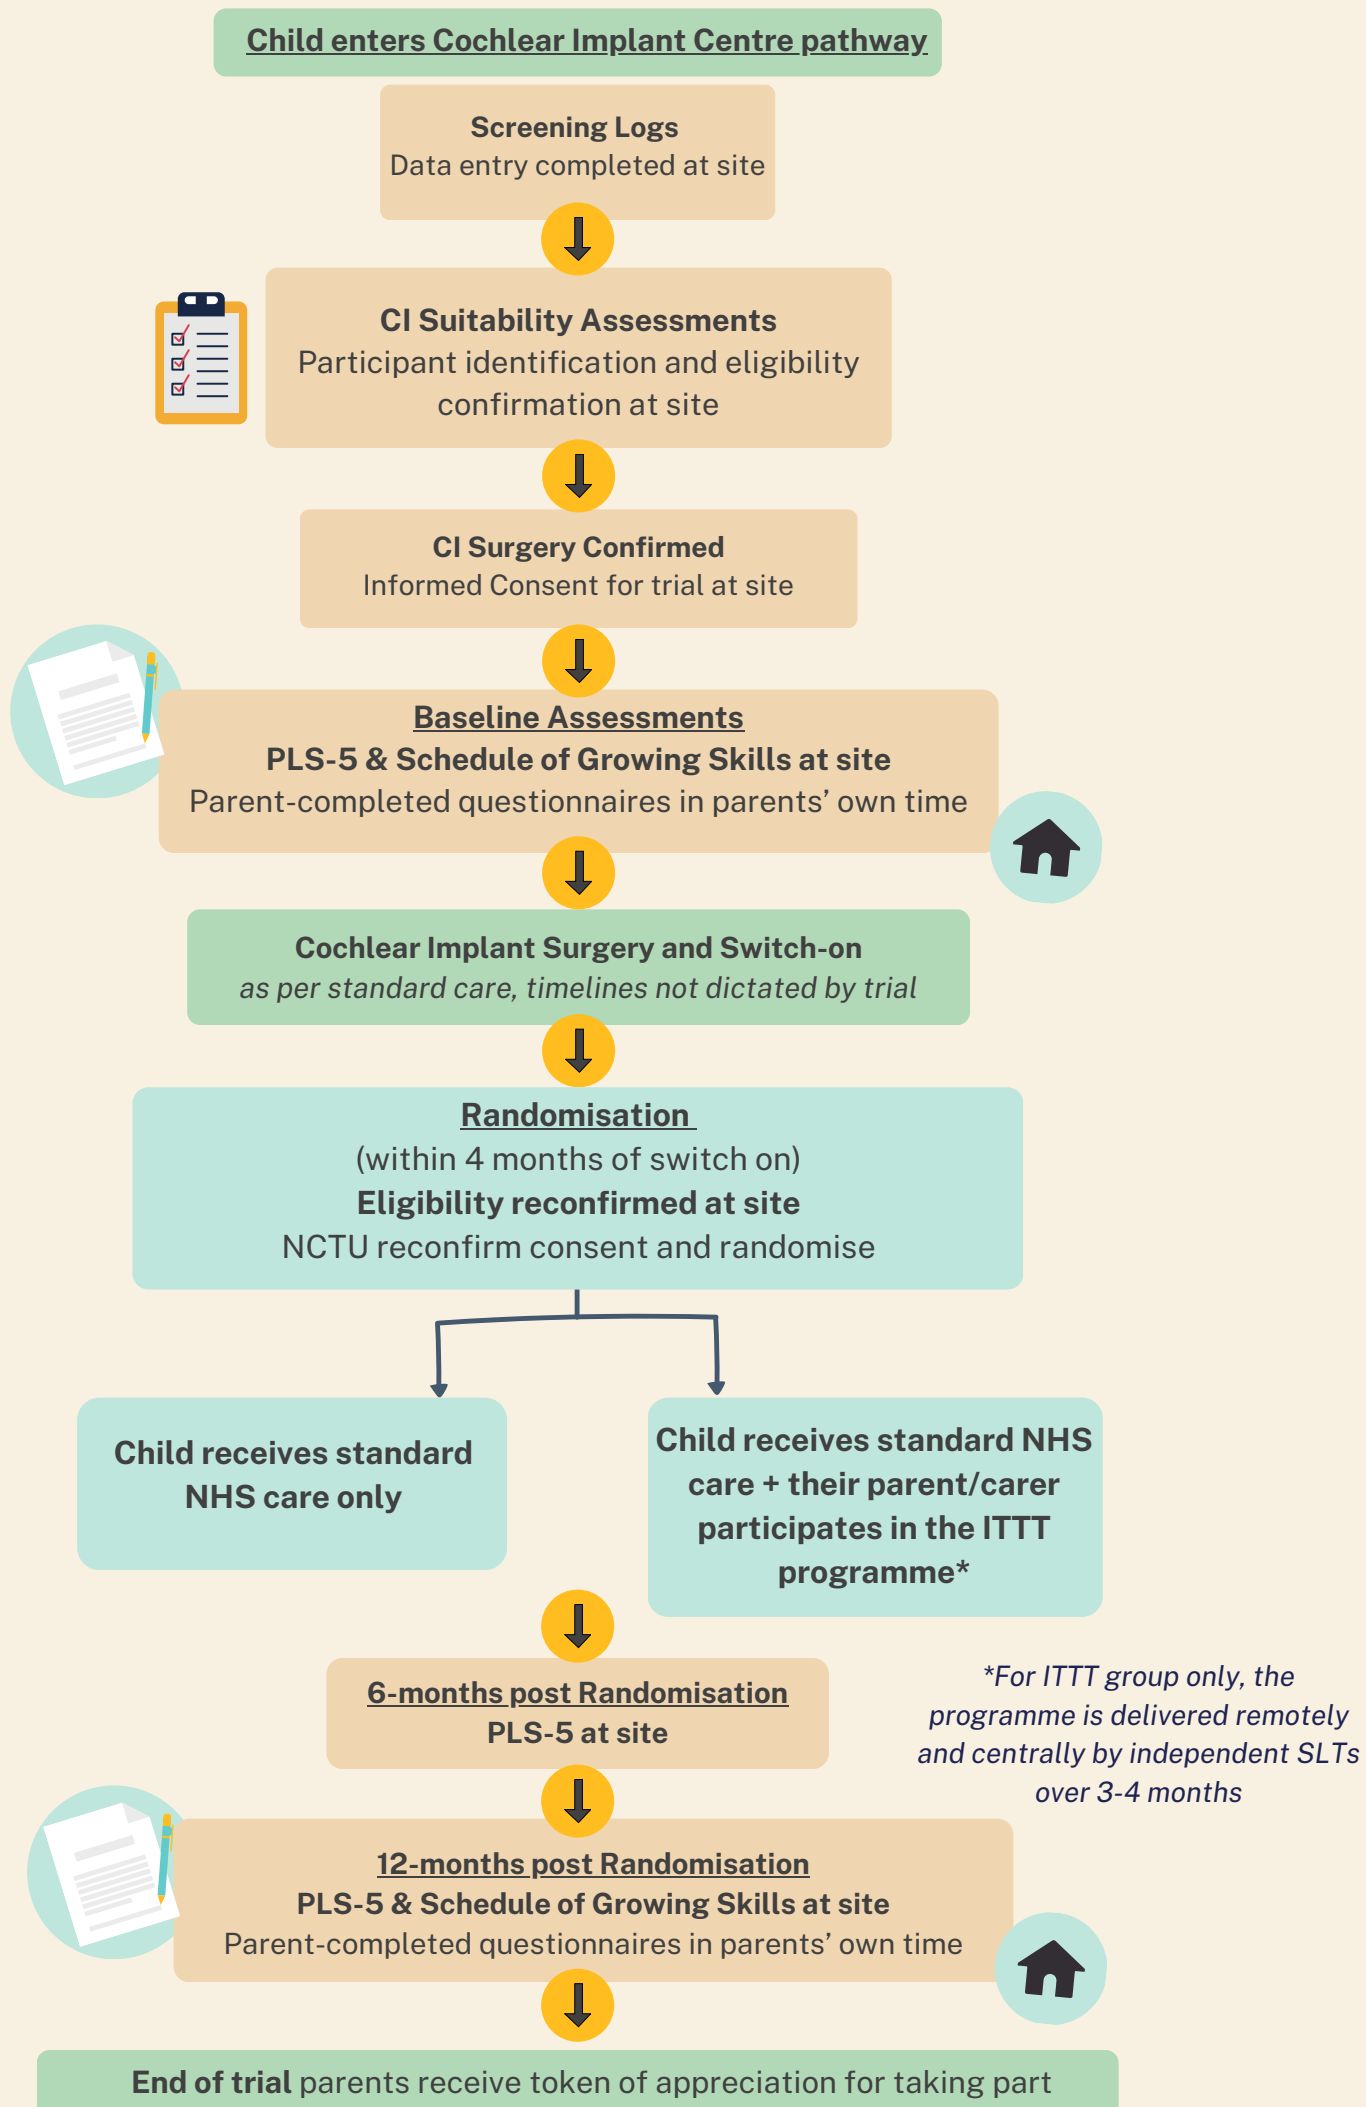 Child enters Cochlear Implant Centre pathway
Screening Logs
Data entry completed at site
CI Suitability Assessments
Participant identification and eligibility
confirmation at site
CI Surgery Confirmed
Informed Consent for trial at site
Baseline Assessments
PLS-5 & Schedule of Growing Skills at site
Parent-completed questionnaires in parents’ own time
Cochlear Implant Surgery and Switch-on
as per standard care, timelines not dictated by trial
Randomisation
(within 4 months of switch on)
Eligibility reconfirmed at site
NCTU reconfirm consent and randomise
Child receives standard
NHS care only
Child receives standard NHS
care + their parent/carer
participates in the ITTT
programme*
6-months post Randomisation
PLS-5 at site
*For ITTT group only, the
programme is delivered remotely
and centrally by independent SLTs
over 3-4 months
12-months post Randomisation
PLS-5 & Schedule of Growing Skills at site
Parent-completed questionnaires in parents’ own time
End of trial parents receive token of appreciation for taking part